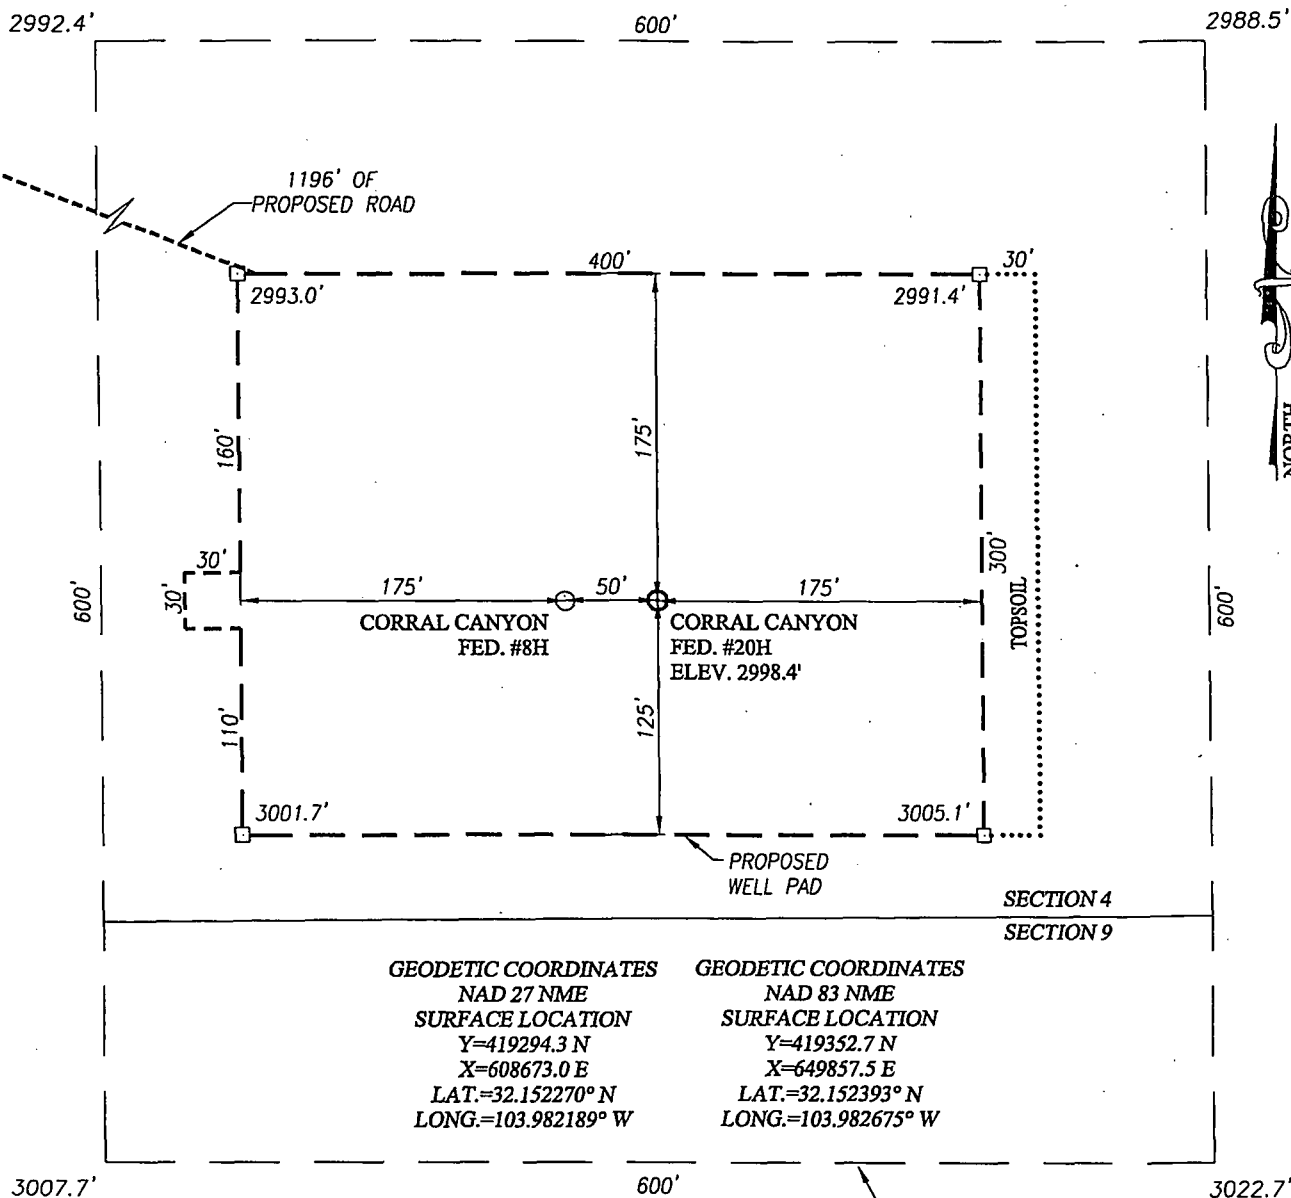 2992.4'
600'
2988.5'
1196' OF
PROPOSED ROAD
400'
30'
2993.0'
2991.4'
160'
175'
NORTH
30'
30'
175'
50'
175'
300'
TOPSOIL
600'
600'
CORRAL CANYON
FED. #8H
CORRAL CANYON
FED. #20H
ELEV. 2998.4'
110'
125'
3001.7'
3005.1'
PROPOSED
WELL PAD
SECTION 4
SECTION 9
GEODETIC COORDINATES
NAD 27 NME
SURFACE LOCATION
Y=419294.3 N
X=608673.0 E
LAT.=32.152270° N
LONG.=103.982189° W
GEODETIC COORDINATES
NAD 83 NME
SURFACE LOCATION
Y=419352.7 N
X=649857.5 E
LAT.=32.152393° N
LONG.=103.982675° W
3007.7'
600'
3022.7'